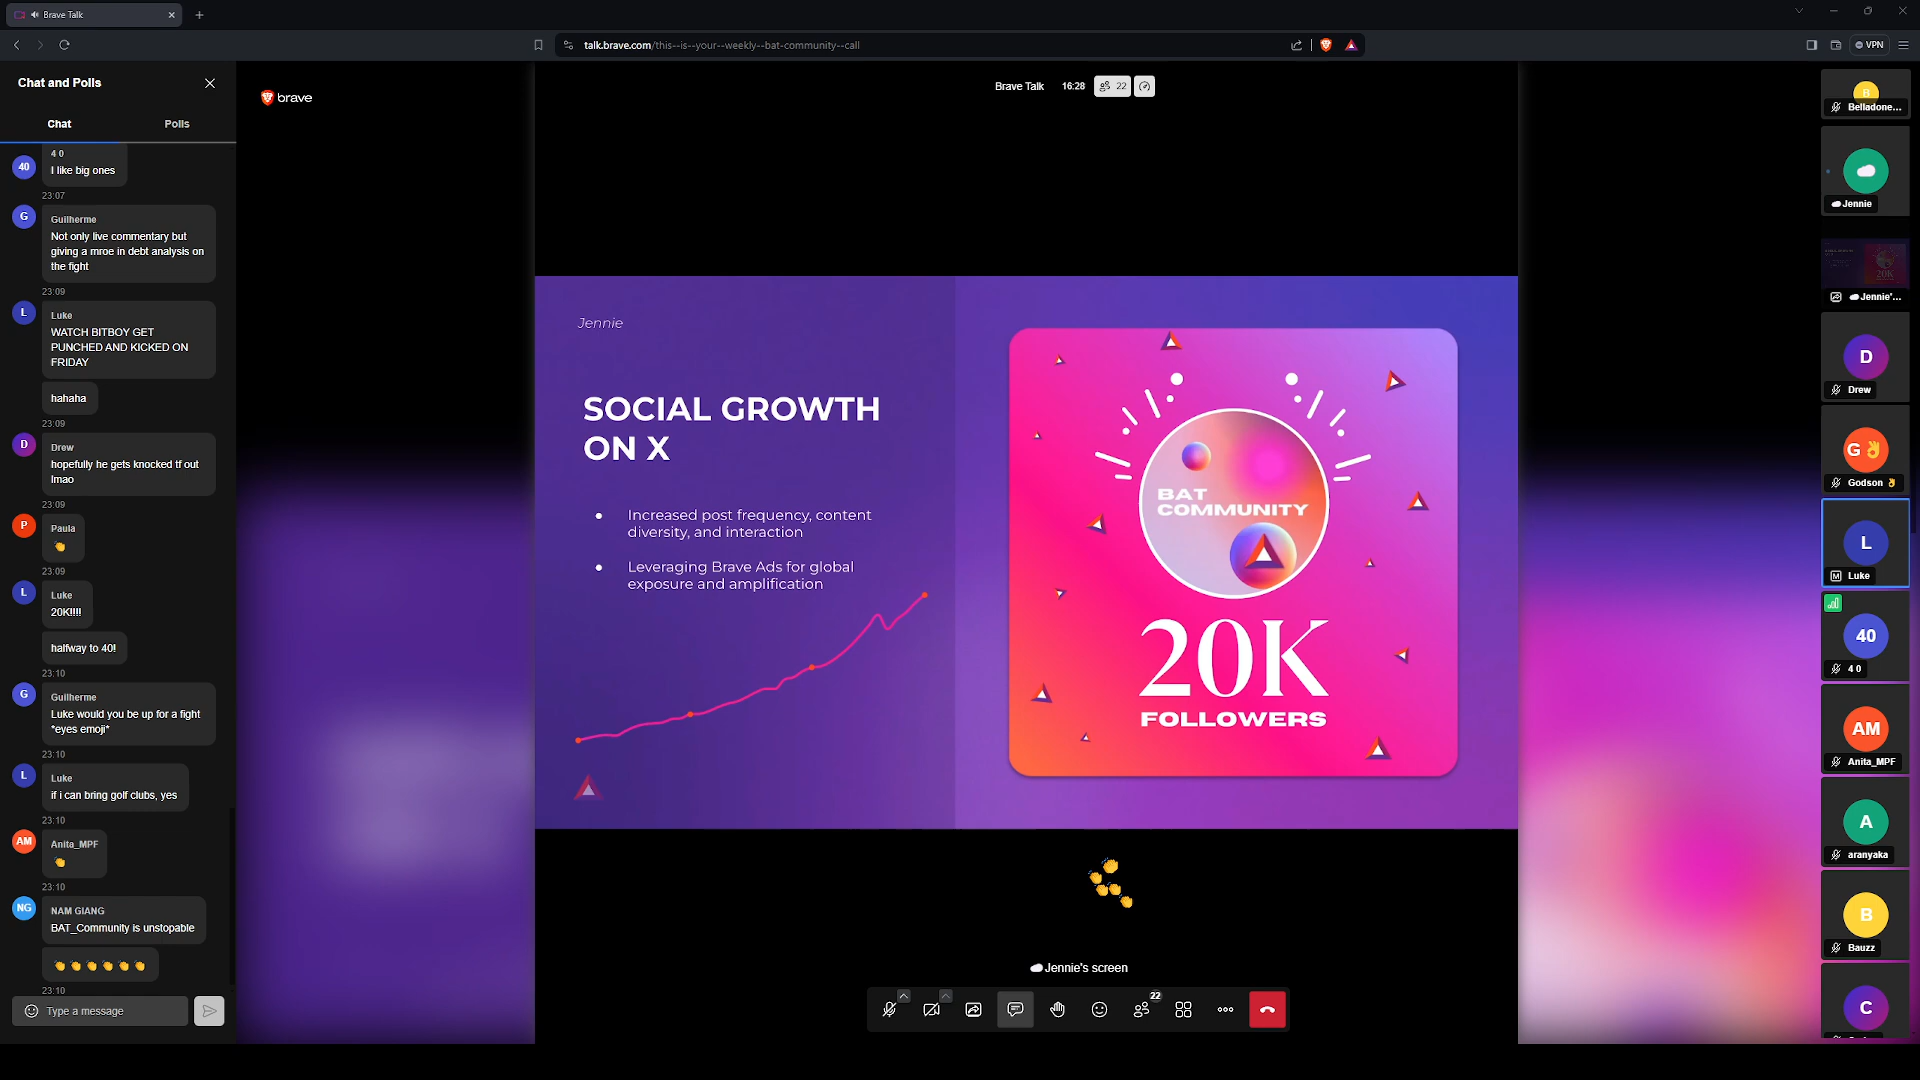 Brave Talk
talk.brave.com/this--is--your--weekly--bat-community--call
VPN
Chat and Polls
Chat
Polls
40
4 0
I like big ones
23:07
G
Guilherme
Not only live commentary but
giving a mroe in debt analysis on
the fight
23:09
L
Luke
WATCH BITBOY GET
PUNCHED AND KICKED ON
FRIDAY
hahaha
23:09
D
Drew
hopefully he gets knocked tf out
lmao
23:09
P
Paula
👏
23:09
L
Luke
20K!!!!
halfway to 40!
23:10
G
Guilherme
Luke would you be up for a fight
*eyes emoji*
23:10
L
Luke
if i can bring golf clubs, yes
23:10
AM
Anita_MPF
👏
23:10
NG
NAM GIANG
BAT_Community is unstopable
👏 👏 👏 👏 👏 👏
23:10
Type a message
brave
Brave Talk 16:28 22
Jennie
SOCIAL GROWTH
ON X
• Increased post frequency, content
diversity, and interaction
• Leveraging Brave Ads for global
exposure and amplification
BAT
COMMUNITY
20K
FOLLOWERS
Jennie's screen
22
B
Belladone...
Jennie
Jennie'...
D
Drew
G👌
Godson 👌
L
M Luke
40
4 0
AM
Anita_MPF
A
aranyaka
B
Bauzz
C